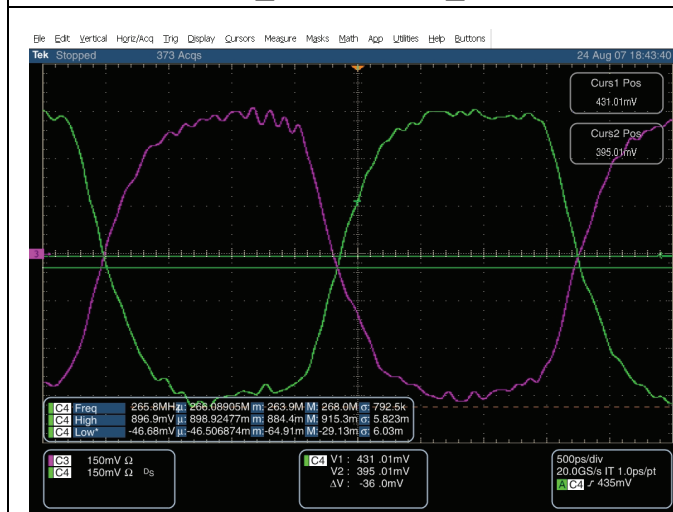 File Edit Vertical Horiz/Acq Trig Display Cursors Measure Masks Math App Utilities Help Buttons
Tek Stopped 373 Acqs 24 Aug 07 18:43:40
Curs1 Pos
431.01mV
Curs2 Pos
395.01mV
3
C4 Freq 265.8MHz µ: 266.08905M m: 263.9M M: 268.0M σ: 792.5k
C4 High 896.9mV µ: 898.92477m m: 884.4m M: 915.3m σ: 5.823m
C4 Low* -46.68mV µ: -46.506874m m: -64.91m M: -29.13m σ: 6.03m
C3 150mV Ω
C4 150mV Ω Ds
C4 V1 : 431 .01mV
V2 : 395 .01mV
ΔV : -36 .0mV
500ps/div
20.0GS/s IT 1.0ps/pt
A C4 435mV